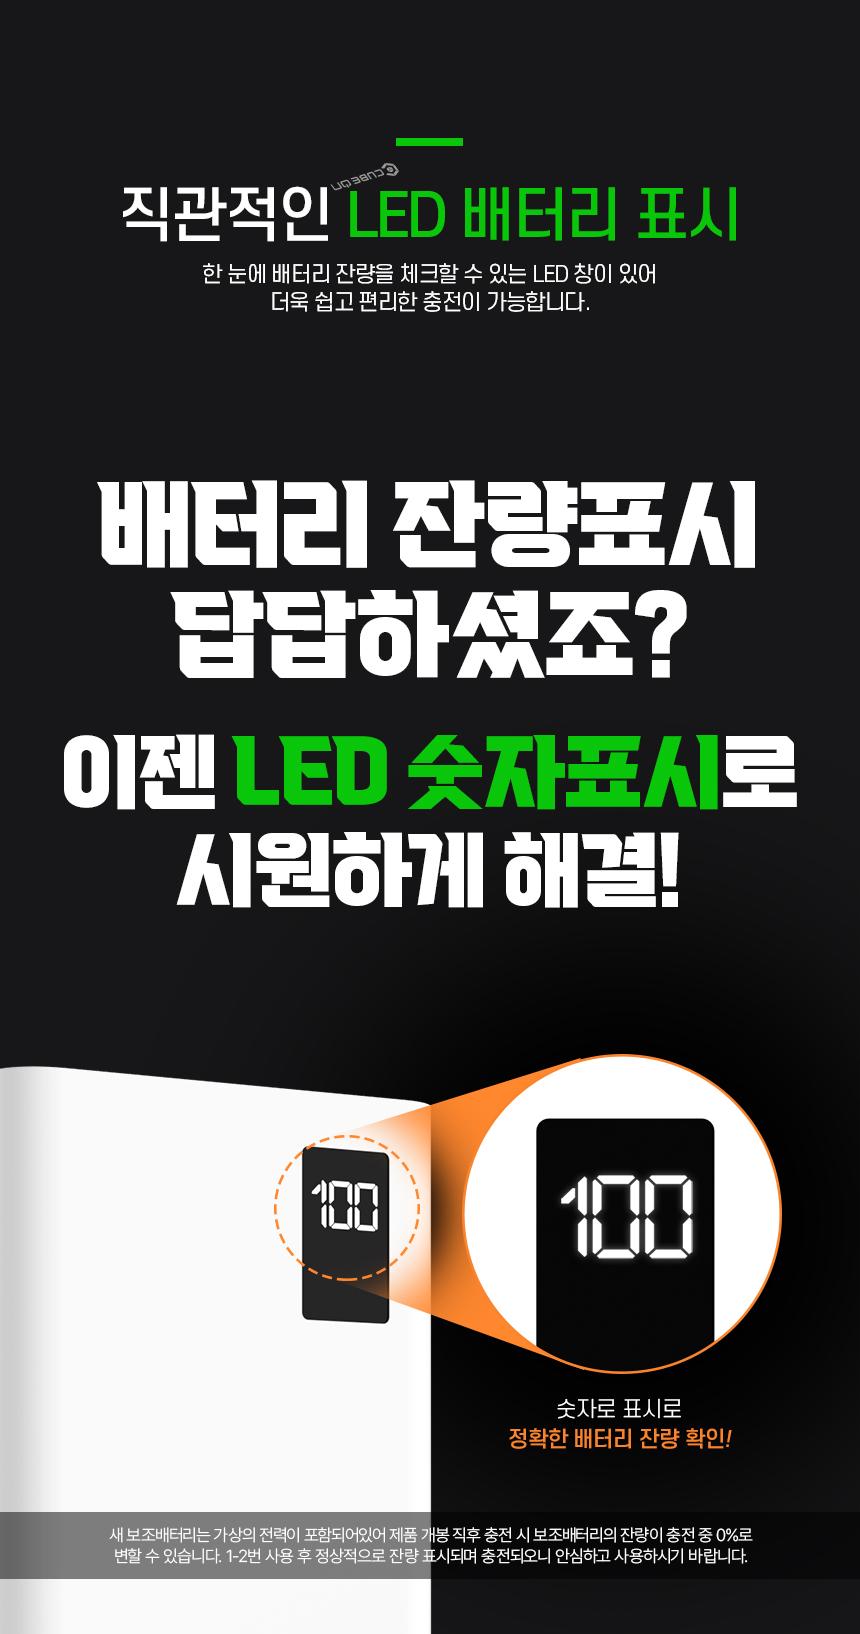 CUBEQN
직관적인 LED 배터리 표시
한 눈에 배터리 잔량을 체크할 수 있는 LED 창이 있어
더욱 쉽고 편리한 충전이 가능합니다.
배터리 잔량표시
답답하셨죠?
이젠 LED 숫자표시로
시원하게 해결!
100
100
숫자로 표시로
정확한 배터리 잔량 확인!
새 보조배터리는 가상의 전력이 포함되어있어 제품 개봉 직후 충전 시 보조배터리의 잔량이 충전 중 0%로
변할 수 있습니다. 1-2번 사용 후 정상적으로 잔량 표시되며 충전되오니 안심하고 사용하시기 바랍니다.